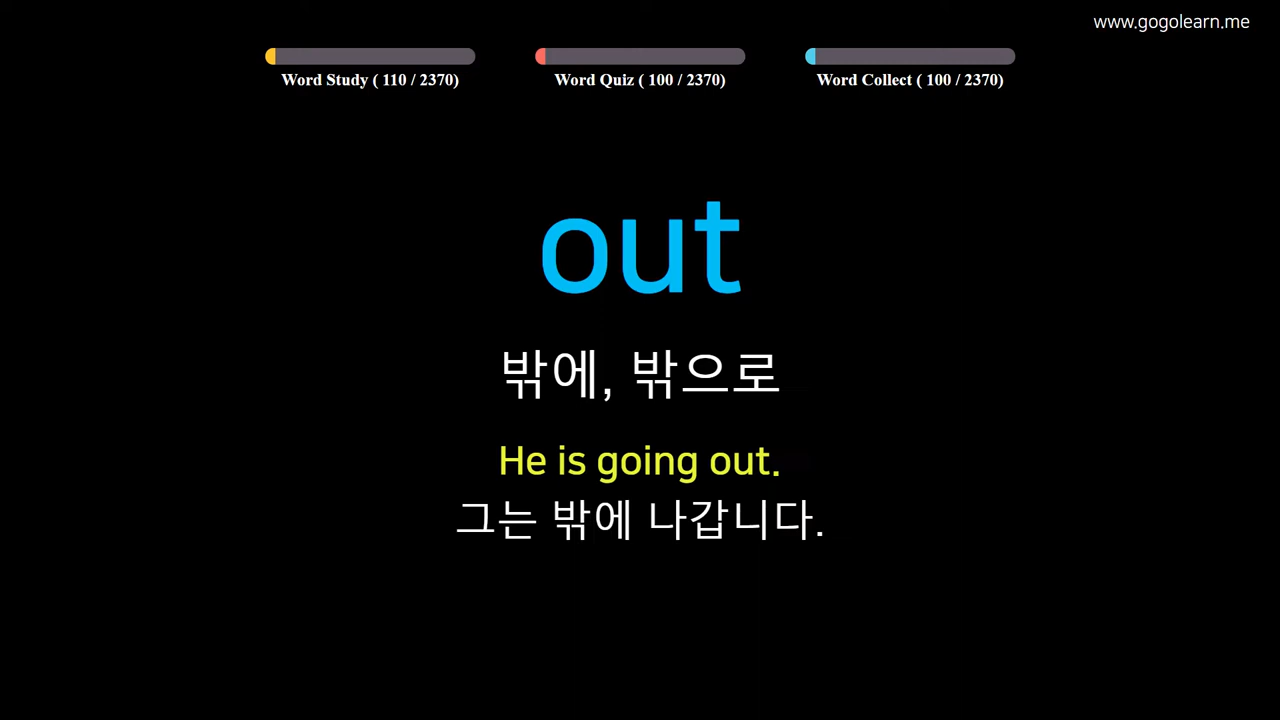 www.gogolearn.me
Word Study ( 110 / 2370)
Word Quiz ( 100 / 2370)
Word Collect ( 100 / 2370)
out
밖에, 밖으로
He is going out.
그는 밖에 나갑니다.